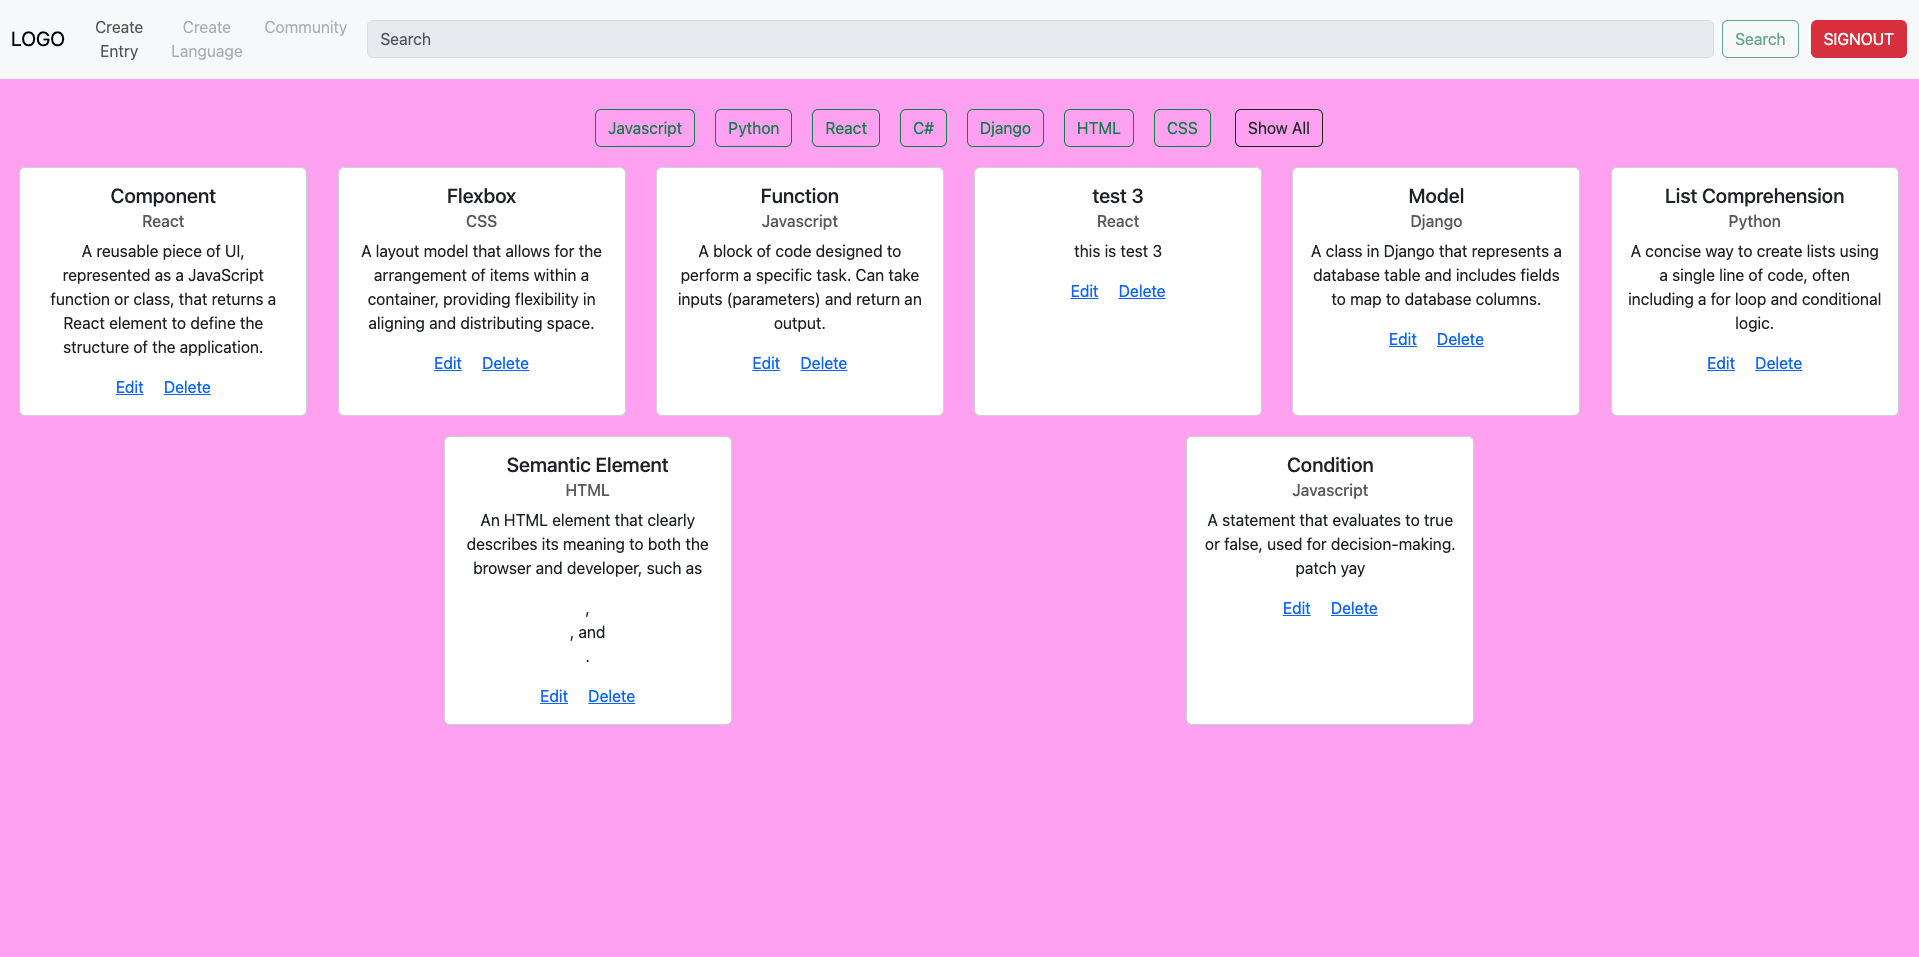 LOGO
Create Entry
Create Language
Community
Search
Search
SIGNOUT
Javascript
Python
React
C#
Django
HTML
CSS
Show All
Component
React
A reusable piece of UI,
represented as a JavaScript
function or class, that returns a
React element to define the
structure of the application.
Edit Delete
Flexbox
CSS
A layout model that allows for the
arrangement of items within a
container, providing flexibility in
aligning and distributing space.
Edit Delete
Function
Javascript
A block of code designed to
perform a specific task. Can take
inputs (parameters) and return an
output.
Edit Delete
test 3
React
this is test 3
Edit Delete
Model
Django
A class in Django that represents a
database table and includes fields
to map to database columns.
Edit Delete
List Comprehension
Python
A concise way to create lists using
a single line of code, often
including a for loop and conditional
logic.
Edit Delete
Semantic Element
HTML
An HTML element that clearly
describes its meaning to both the
browser and developer, such as
,
, and
.
Edit Delete
Condition
Javascript
A statement that evaluates to true
or false, used for decision-making.
patch yay
Edit Delete